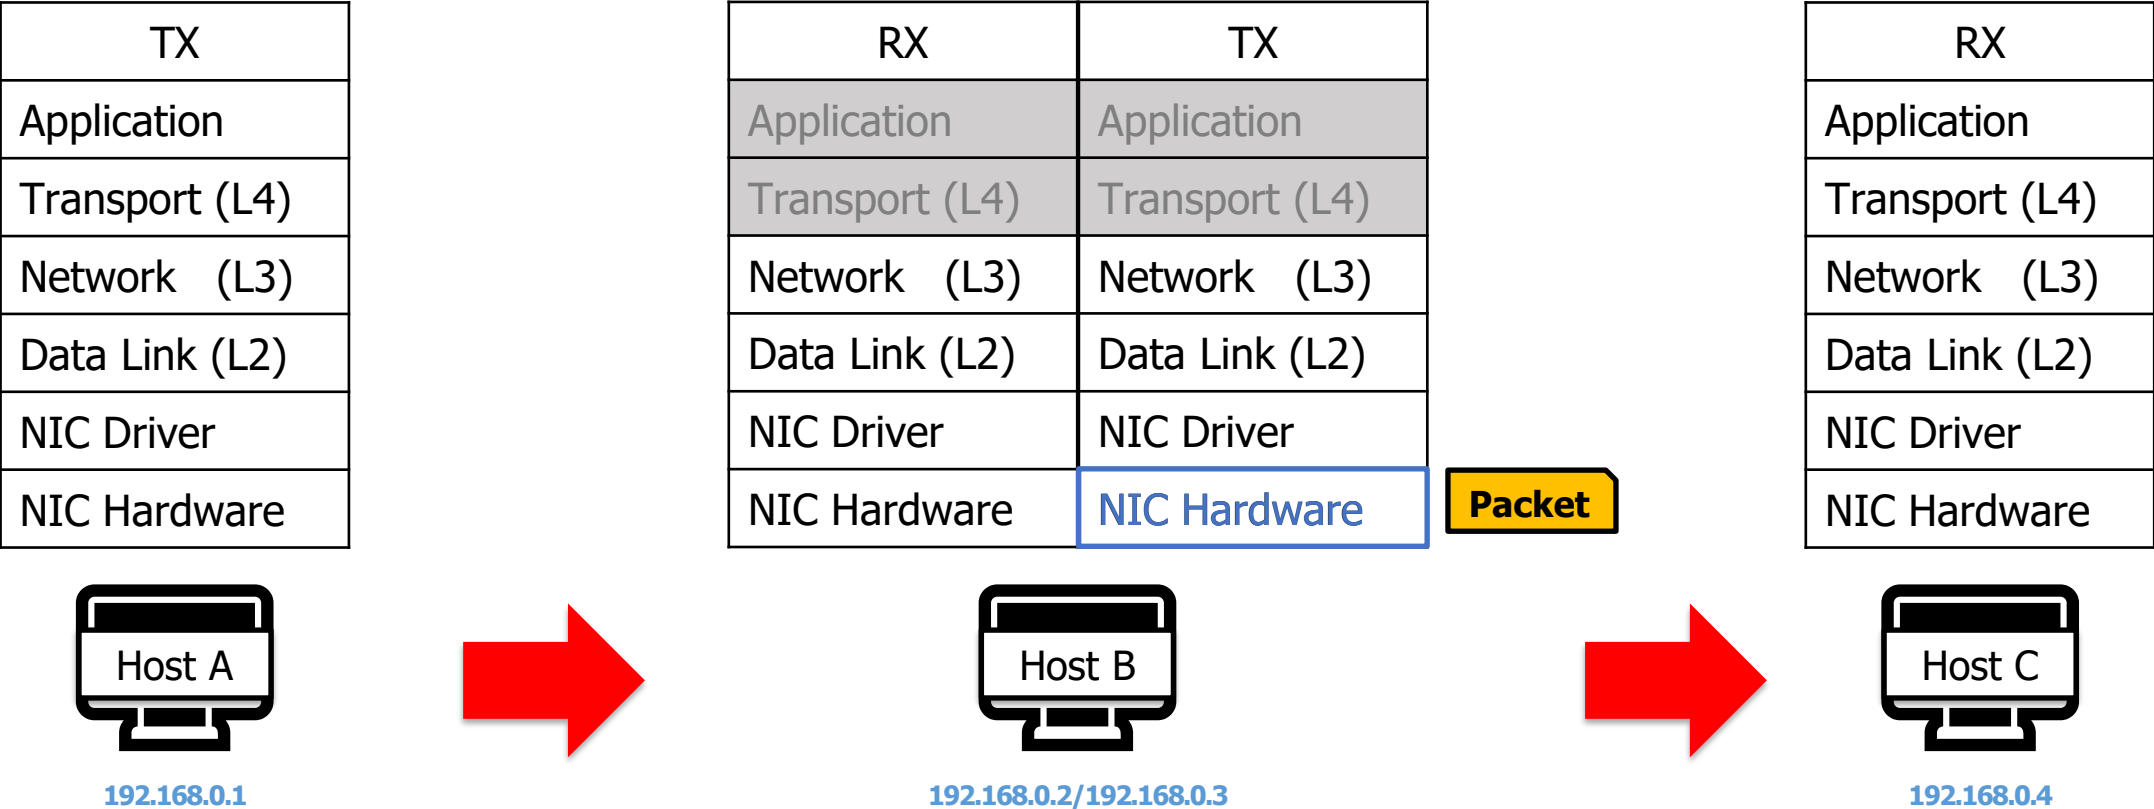 TX
Application
Transport (L4)
Network (L3)
Data Link (L2)
NIC Driver
NIC Hardware
Host A
192.168.0.1
RX TX
Application Application
Transport (L4) Transport (L4)
Network (L3) Network (L3)
Data Link (L2) Data Link (L2)
NIC Driver NIC Driver
NIC Hardware NIC Hardware
Packet
Host B
192.168.0.2/192.168.0.3
RX
Application
Transport (L4)
Network (L3)
Data Link (L2)
NIC Driver
NIC Hardware
Host C
192.168.0.4